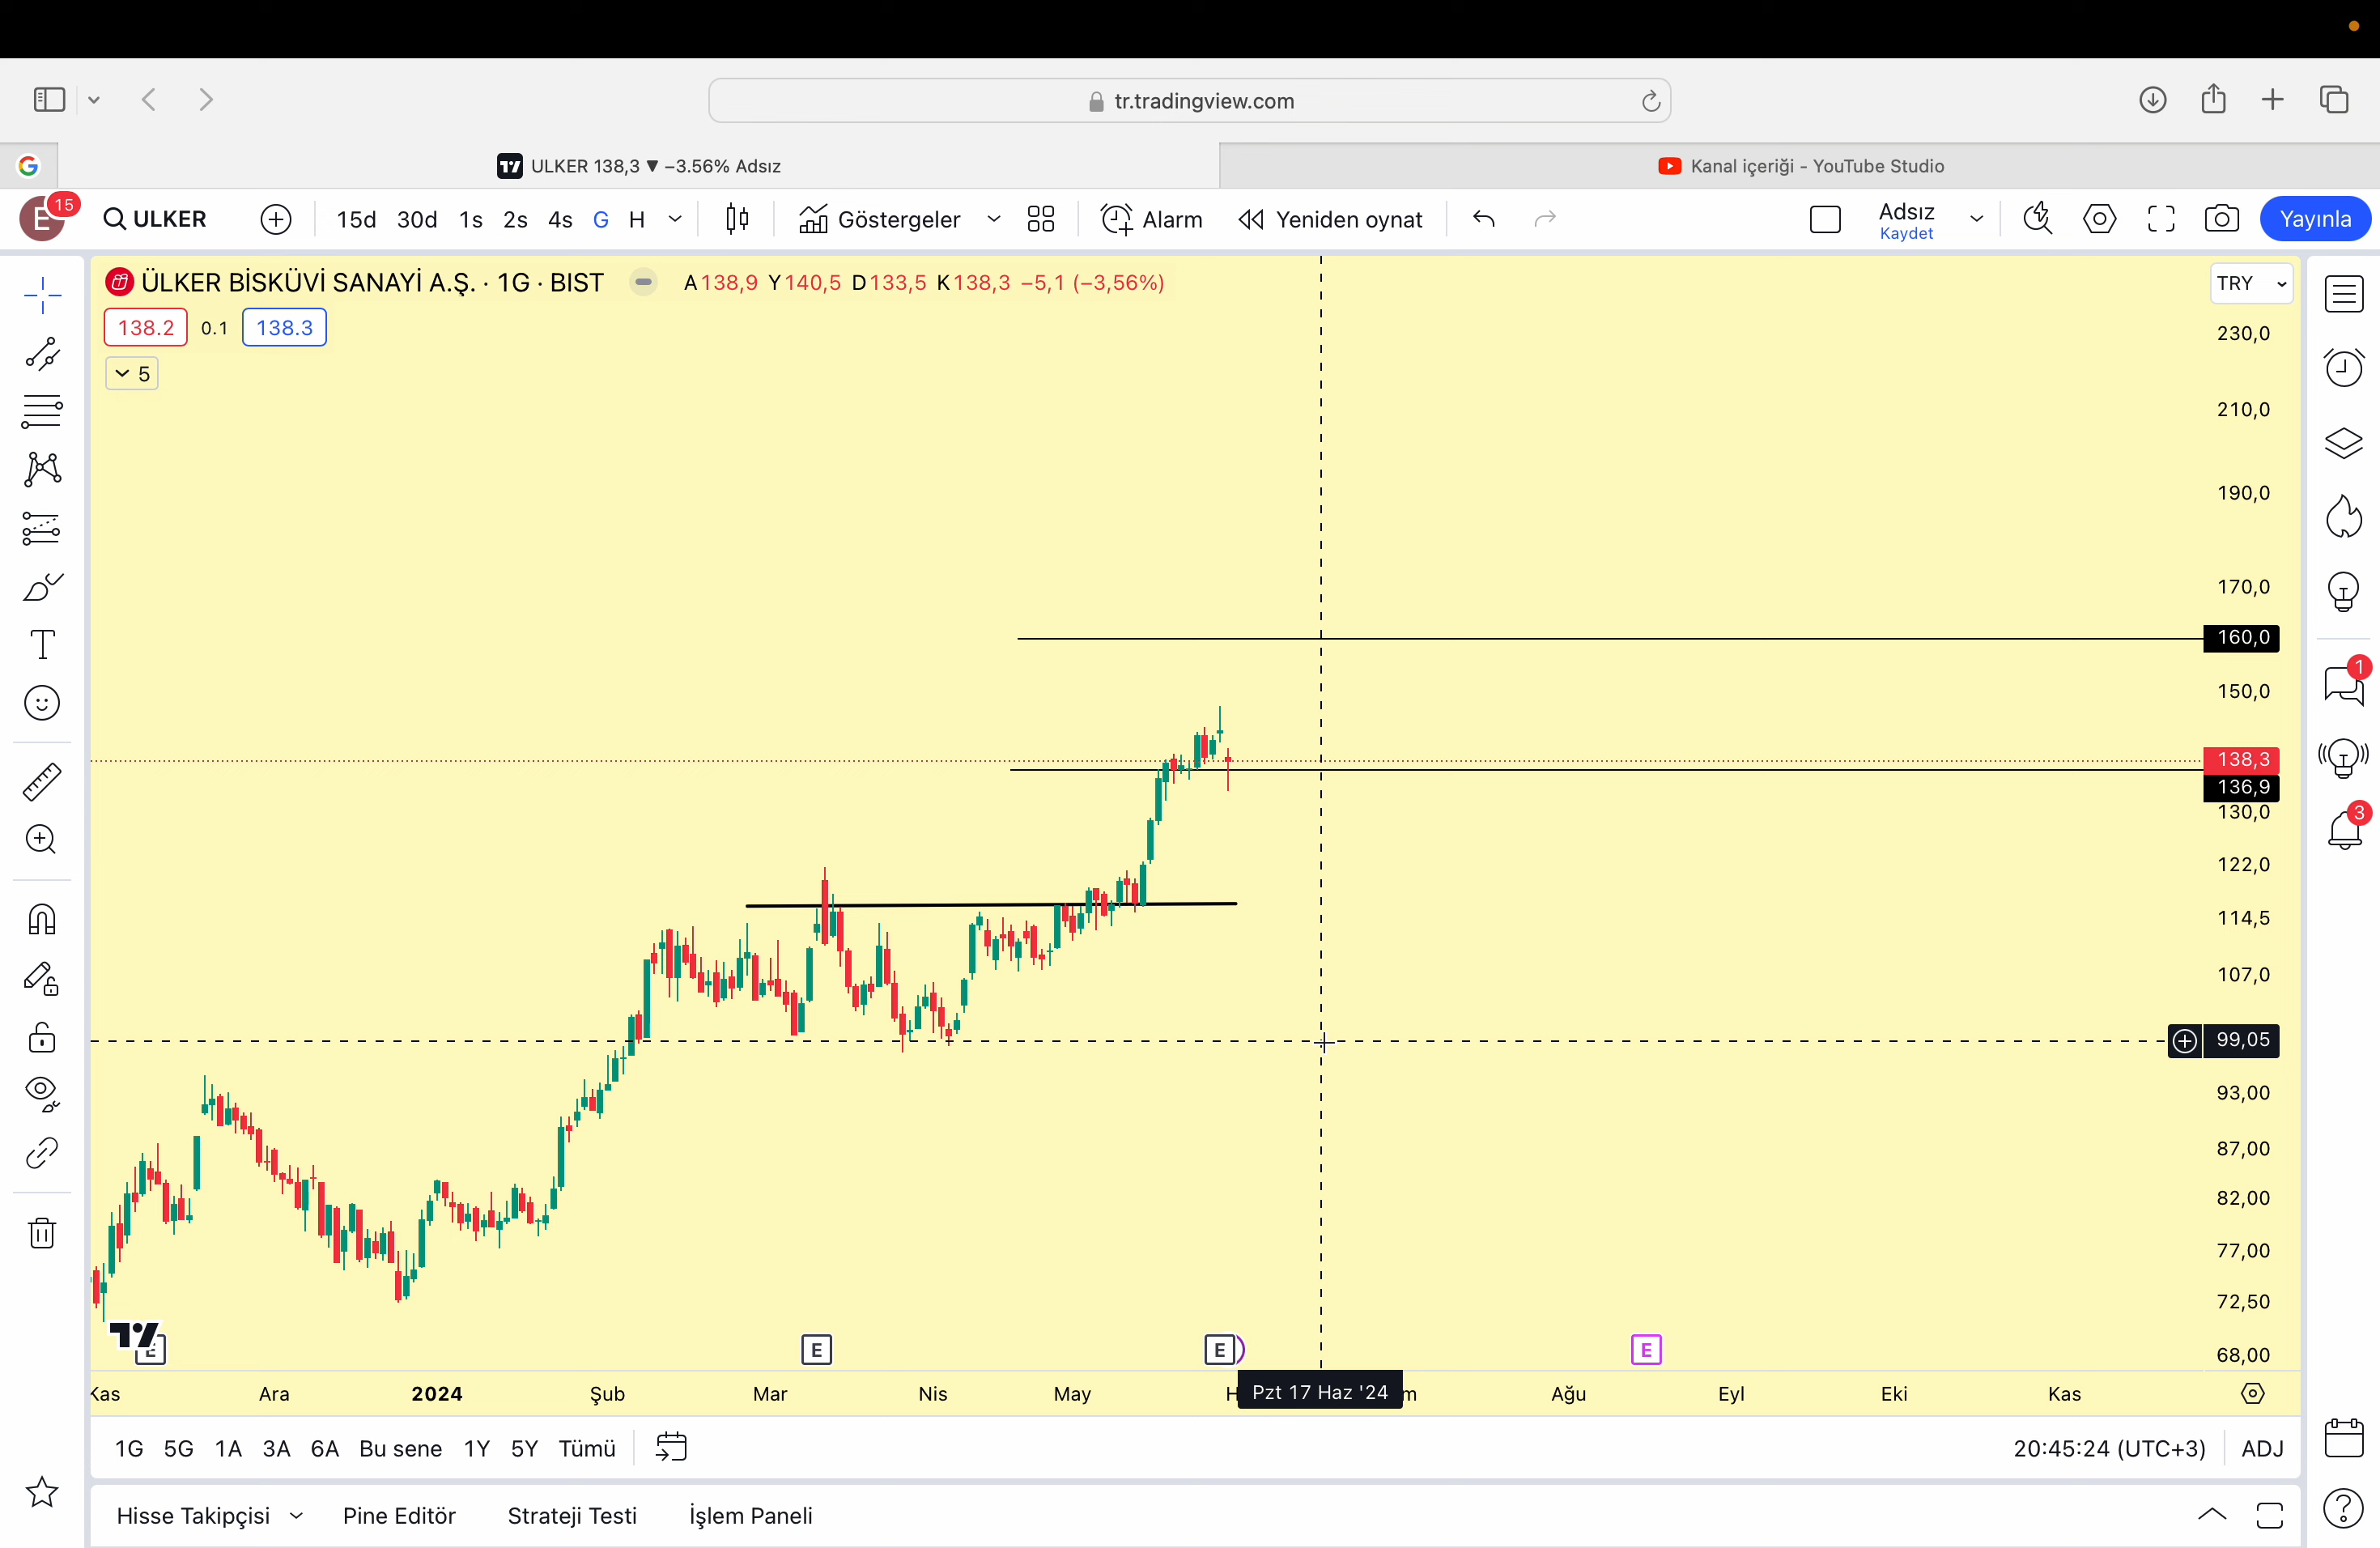 tr.tradingview.com
ULKER 138,3 ▼ −3.56% Adsız
Kanal içeriği - YouTube Studio
E 15
ULKER
15d 30d 1s 2s 4s G H
Göstergeler
Alarm
Yeniden oynat
Adsız
Kaydet
Yayınla
ÜLKER BİSKÜVİ SANAYİ A.Ş. · 1G · BIST
A138,9 Y140,5 D133,5 K138,3 −5,1 (−3,56%)
TRY
138.2 0.1 138.3
5
230,0
210,0
190,0
170,0
160,0
150,0
138,3
136,9
130,0
122,0
114,5
107,0
99,05
93,00
87,00
82,00
77,00
72,50
68,00
1
3
E
E
E
E
Kas Ara 2024 Şub Mar Nis May Pzt 17 Haz '24 Ağu Eyl Eki Kas
1G 5G 1A 3A 6A Bu sene 1Y 5Y Tümü
20:45:24 (UTC+3) ADJ
Hisse Takipçisi Pine Editör Strateji Testi İşlem Paneli